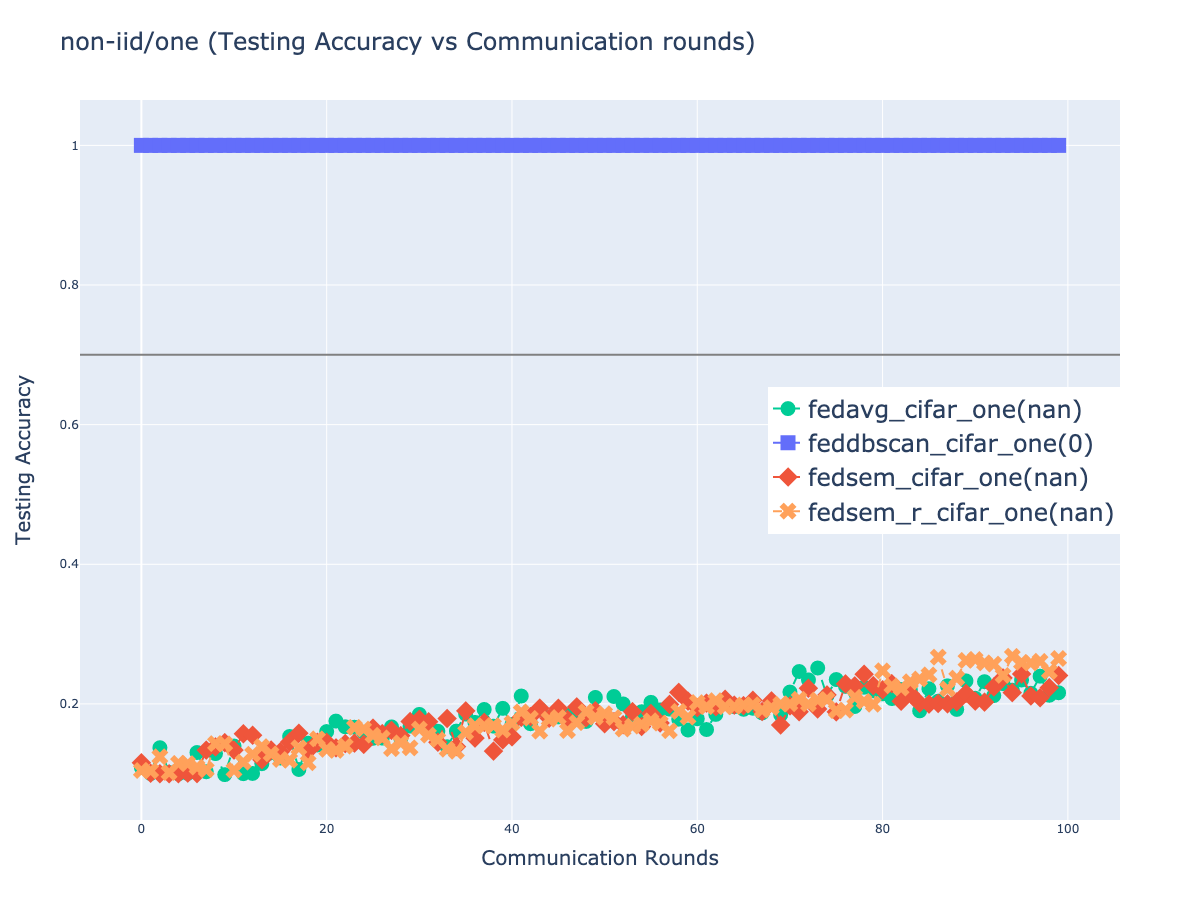 non-iid/one (Testing Accuracy vs Communication rounds)
1
0.8
0.6
0.4
0.2
Testing Accuracy
fedavg_cifar_one(nan)
feddbscan_cifar_one(0)
fedsem_cifar_one(nan)
fedsem_r_cifar_one(nan)
0 20 40 60 80 100
Communication Rounds